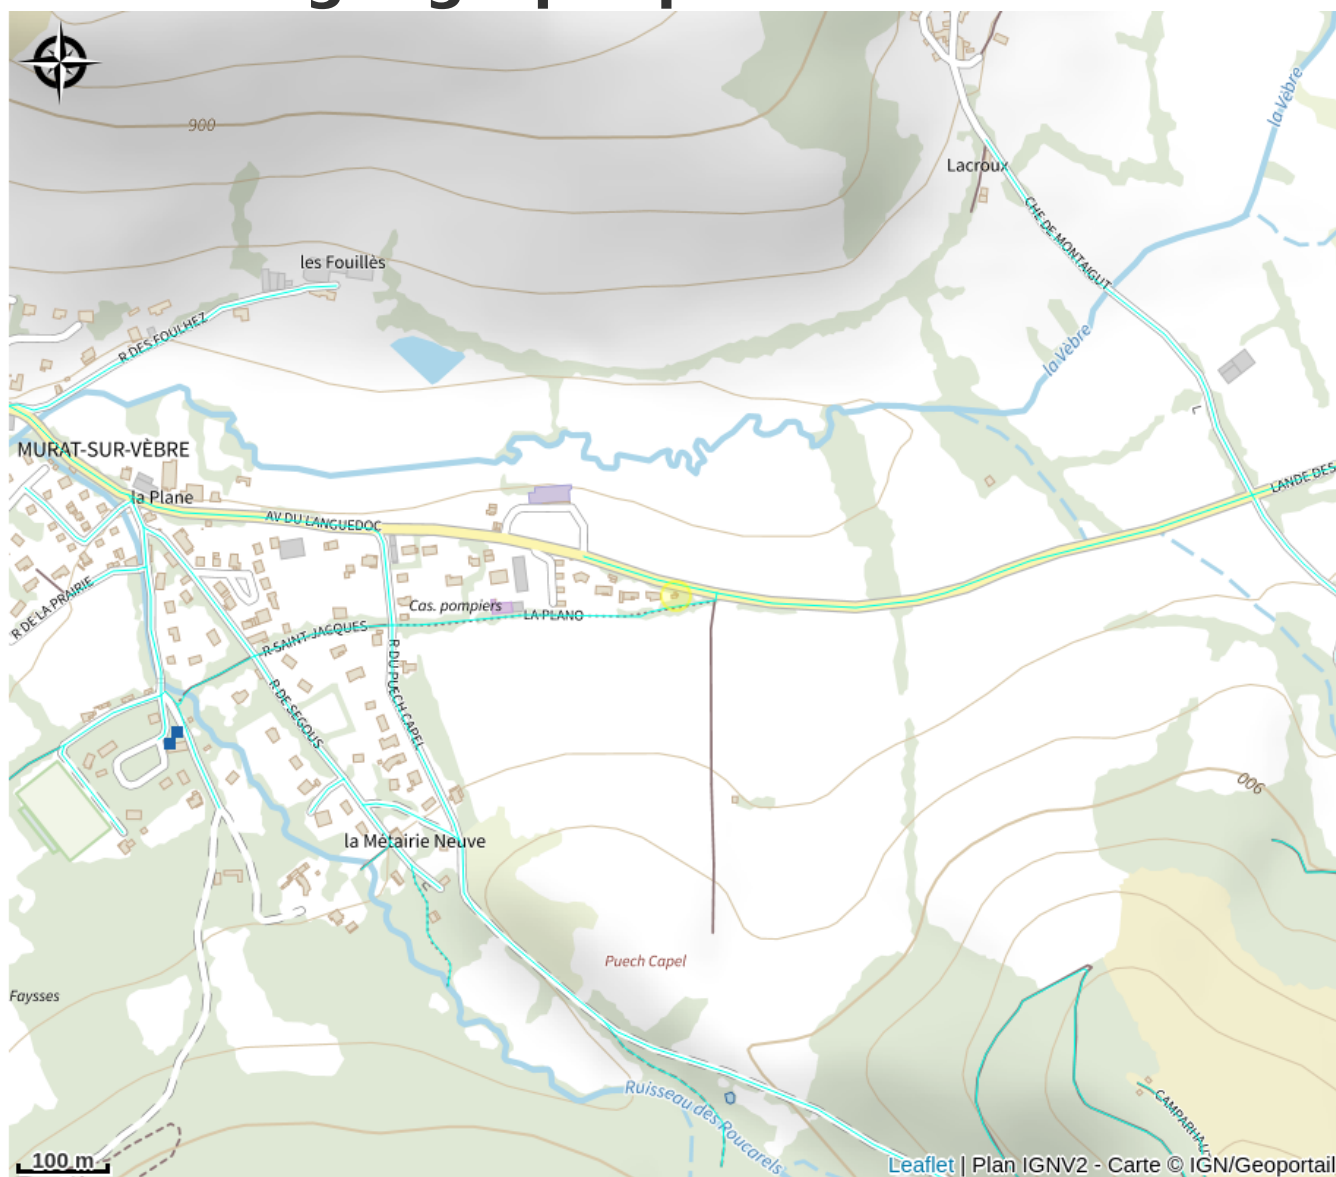 900
la Vèbre
Lacroux
CHE DE MONTAIGUT
les Fouillès
R DES FOULHEZ
la Vèbre
MURAT-SUR-VÈBRE
la Plane
LANDE DES
AV DU LANGUEDOC
R DE LA PRAIRIE
Cas. pompiers
LA PLANO
R SAINT-JACQUES
R DU PUECH CAPEL
R DE SEGOUS
900
la Métairie Neuve
Puech Capel
Faysses
Ruisseau des Roucarels
100 m
Leaflet | Plan IGNV2 - Carte © IGN/Geoportail